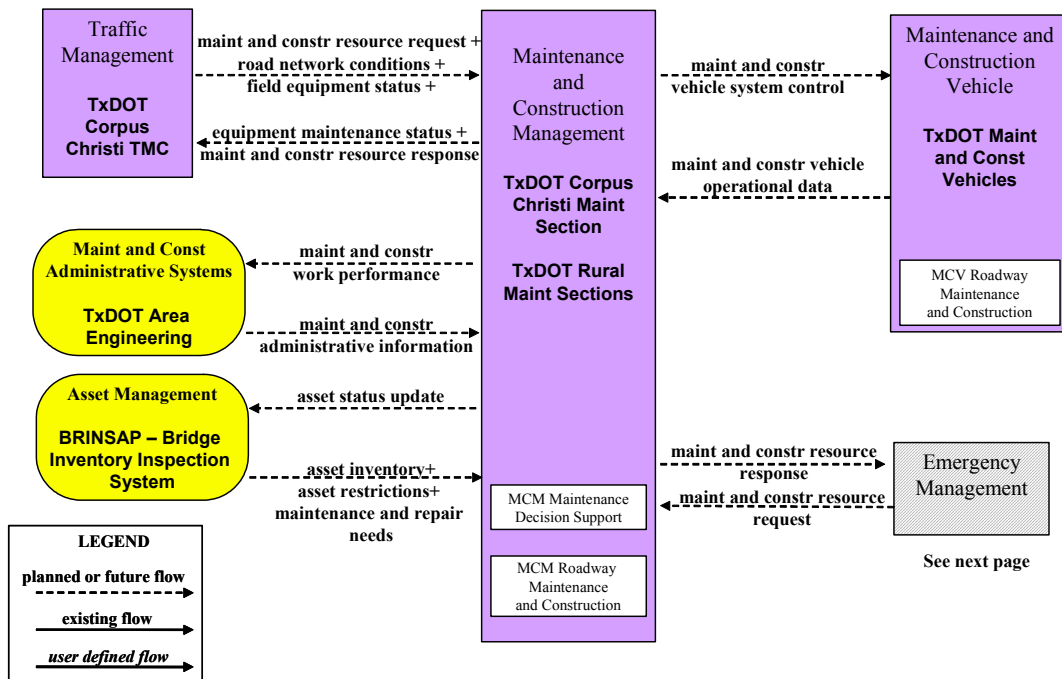 Traffic
Management
TxDOT
Corpus
Christi TMC
maint and constr resource request +
road network conditions +
field equipment status +
equipment maintenance status +
maint and constr resource response
Maintenance
and
Construction
Management
TxDOT Corpus
Christi Maint
Section
TxDOT Rural
Maint Sections
MCM Maintenance
Decision Support
MCM Roadway
Maintenance
and Construction
maint and constr
vehicle system control
maint and constr vehicle
operational data
Maintenance and
Construction
Vehicle
TxDOT Maint
and Const
Vehicles
MCV Roadway
Maintenance
and Construction
Maint and Const
Administrative Systems
TxDOT Area
Engineering
maint and constr
work performance
maint and constr
administrative information
Asset Management
BRINSAP – Bridge
Inventory Inspection
System
asset status update
asset inventory+
asset restrictions+
maintenance and repair
needs
maint and constr resource
response
maint and constr resource
request
Emergency
Management
See next page
LEGEND
planned or future flow
existing flow
user defined flow